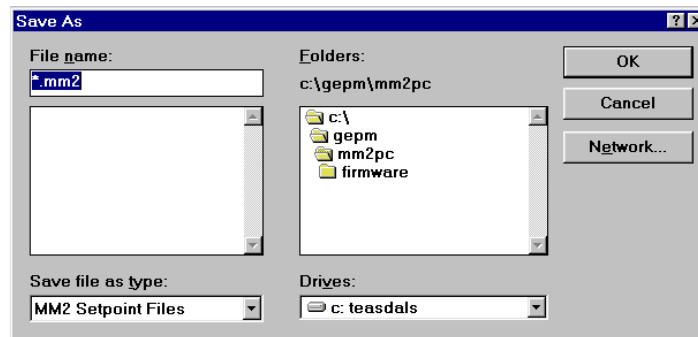 Save As
File name:
*.mm2
Save file as type:
MM2 Setpoint Files
Folders:
c:\gepm\mm2pc
c:\
gepm
mm2pc
firmware
Drives:
c: teasdals
OK
Cancel
Network...